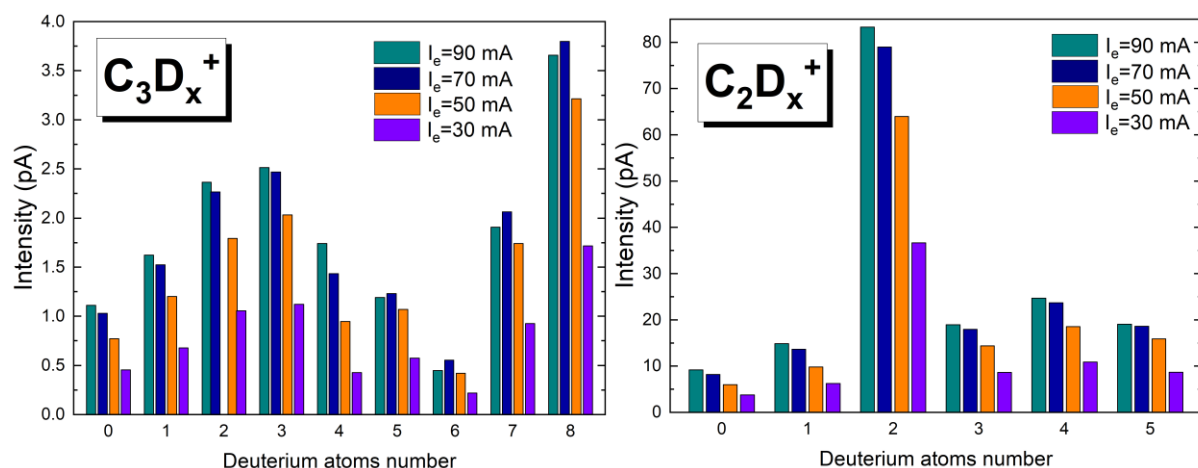 C₃Dₓ⁺
Iₑ=90 mA
Iₑ=70 mA
Iₑ=50 mA
Iₑ=30 mA
Intensity (pA)
4.0
3.5
3.0
2.5
2.0
1.5
1.0
0.5
0.0
0 1 2 3 4 5 6 7 8
Deuterium atoms number
C₂Dₓ⁺
Iₑ=90 mA
Iₑ=70 mA
Iₑ=50 mA
Iₑ=30 mA
Intensity (pA)
80
70
60
50
40
30
20
10
0
0 1 2 3 4 5
Deuterium atoms number